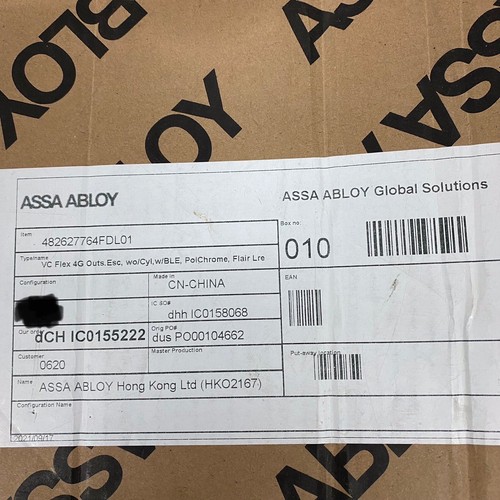 BLOY
ABLOY
LOY
SSA
ASSA ABLOY
ASSA ABLOY Global Solutions
Item
482627764FDL01
Box no:
010
Typename
VC Flex 4G Outs.Esc, wo/Cyl,w/BLE, PolChrome, Flair Lre
Configuration
Made in
CN-CHINA
EAN
IC SO#
dhh IC0158068
Our order
dCH IC0155222
Orig PO#
dus PO00104662
Customer
0620
Master Production
Put-away location
Name
ASSA ABLOY Hong Kong Ltd (HKO2167)
Configuration Name